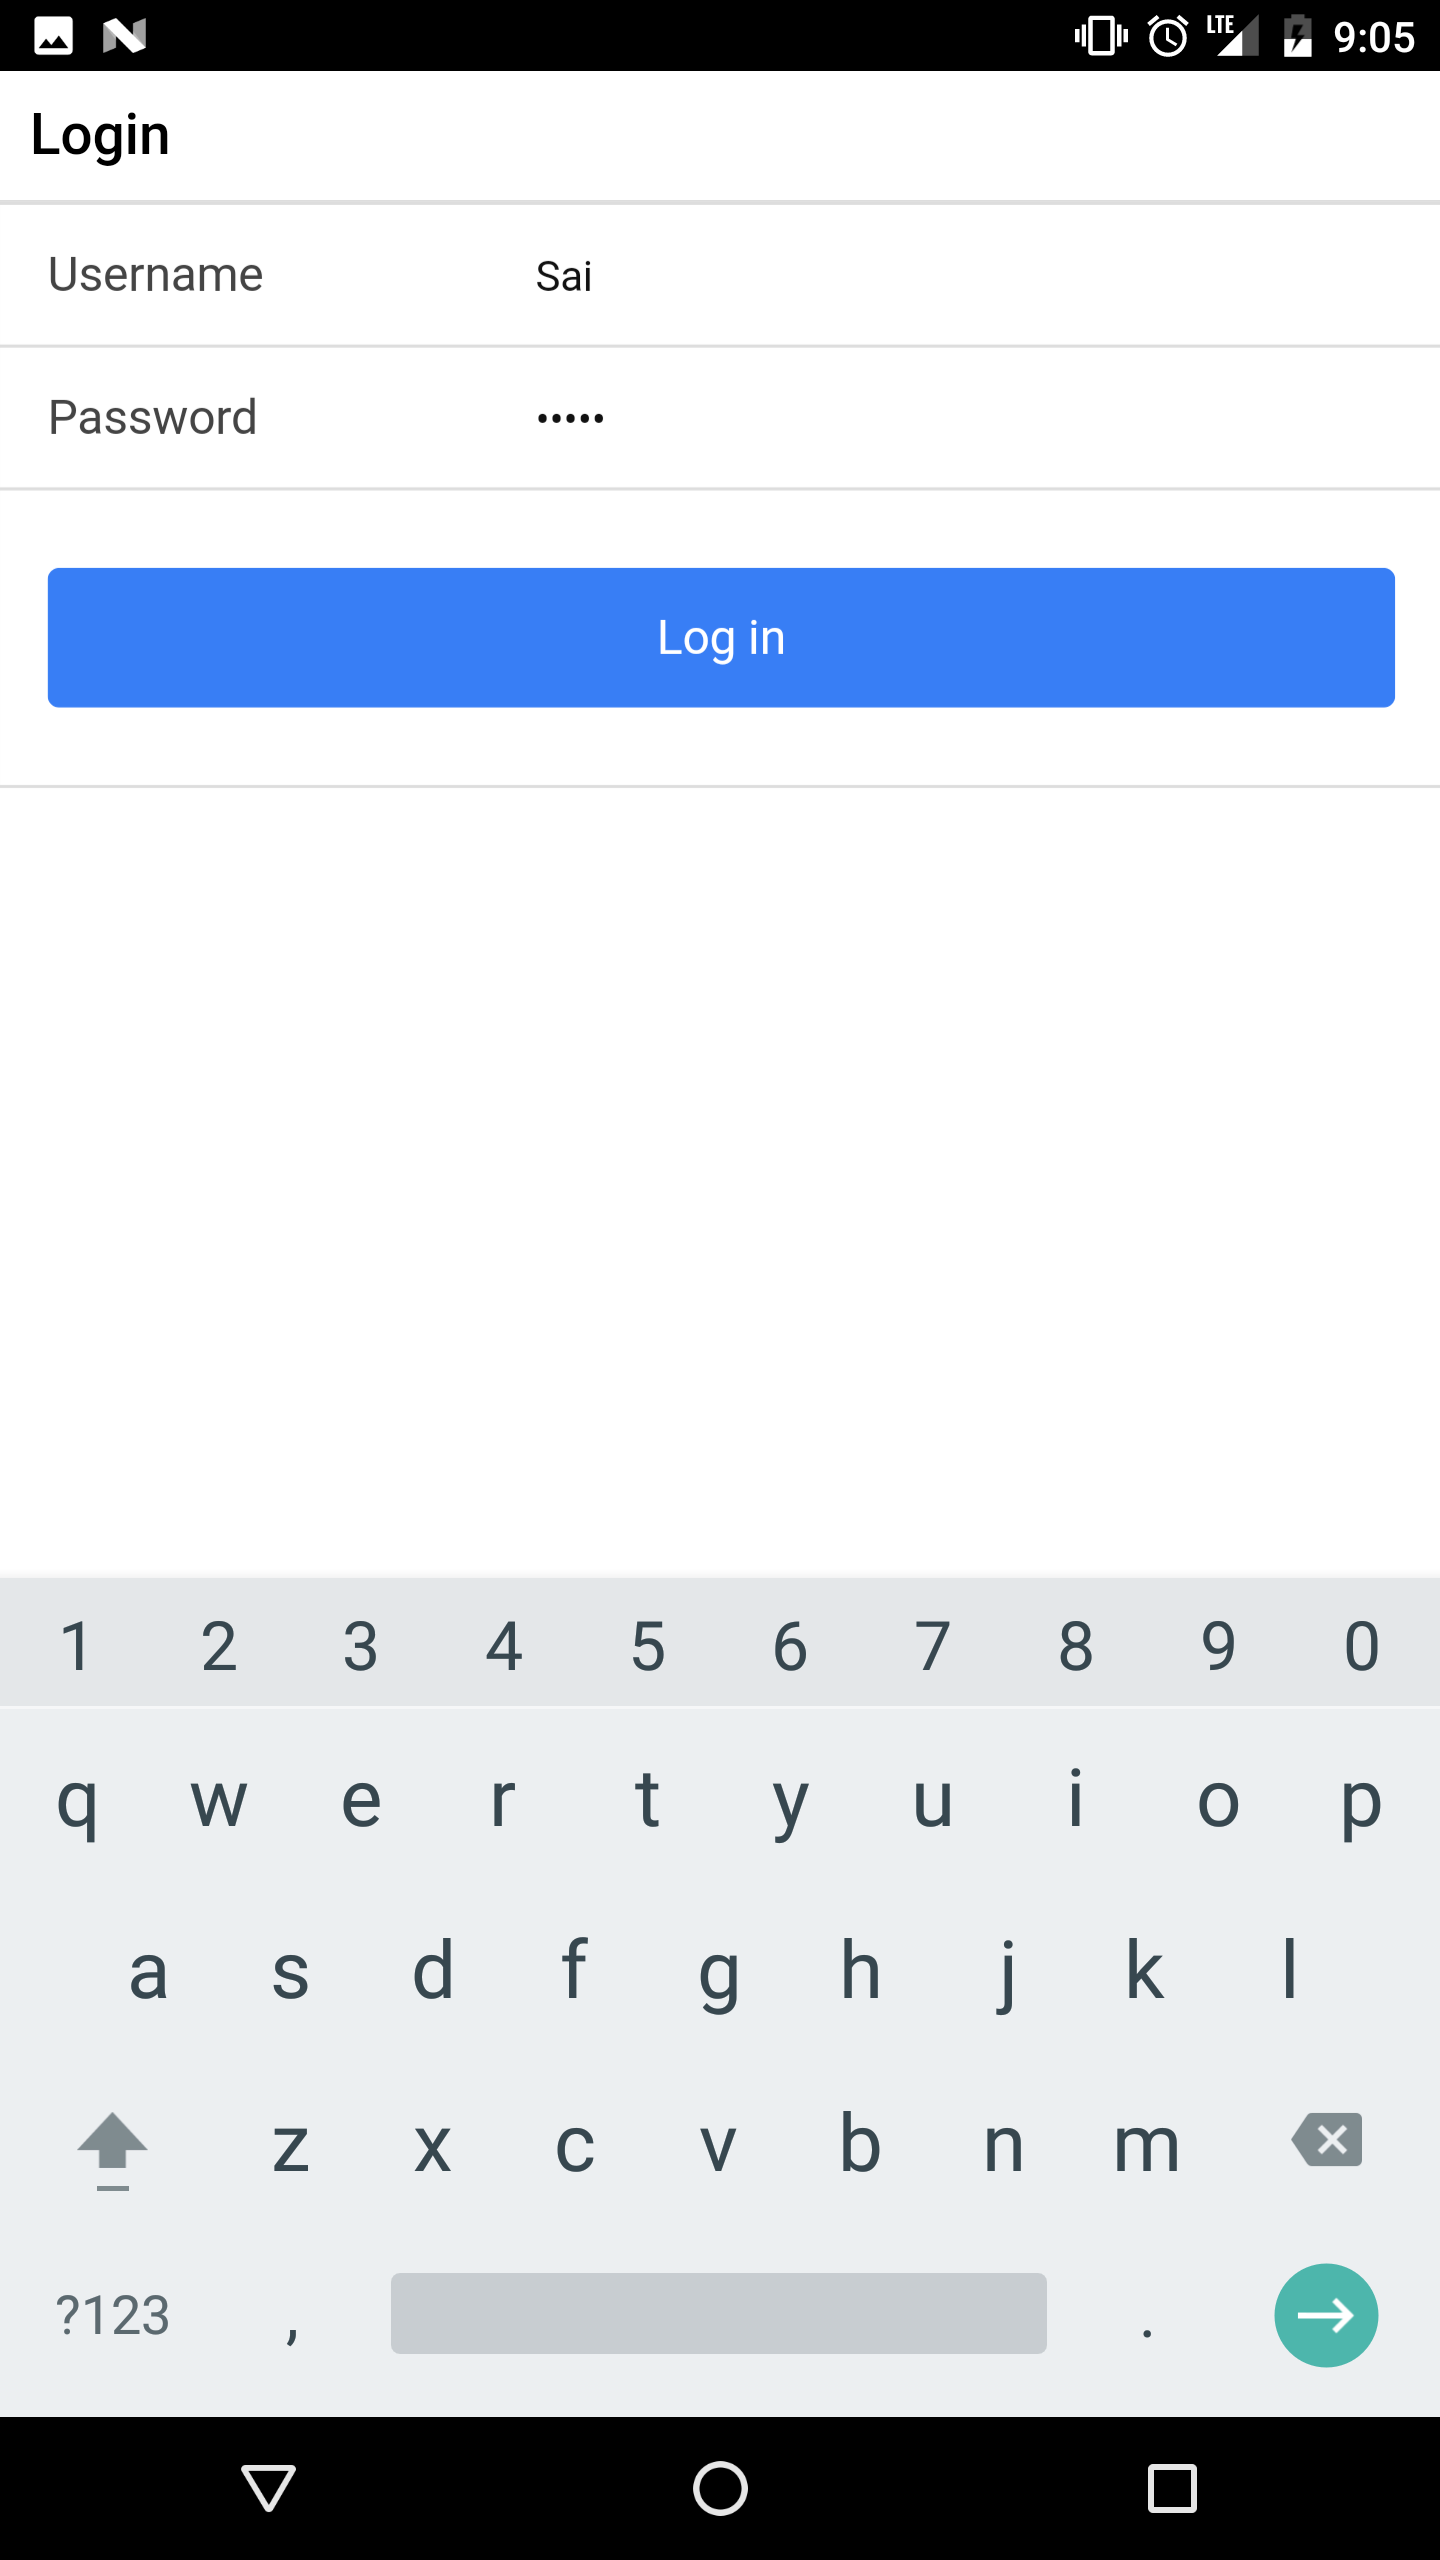 LTE 9:05
Login
Username Sai
Password •••••
Log in
1 2 3 4 5 6 7 8 9 0
q w e r t y u i o p
a s d f g h j k l
z x c v b n m
?123 , .